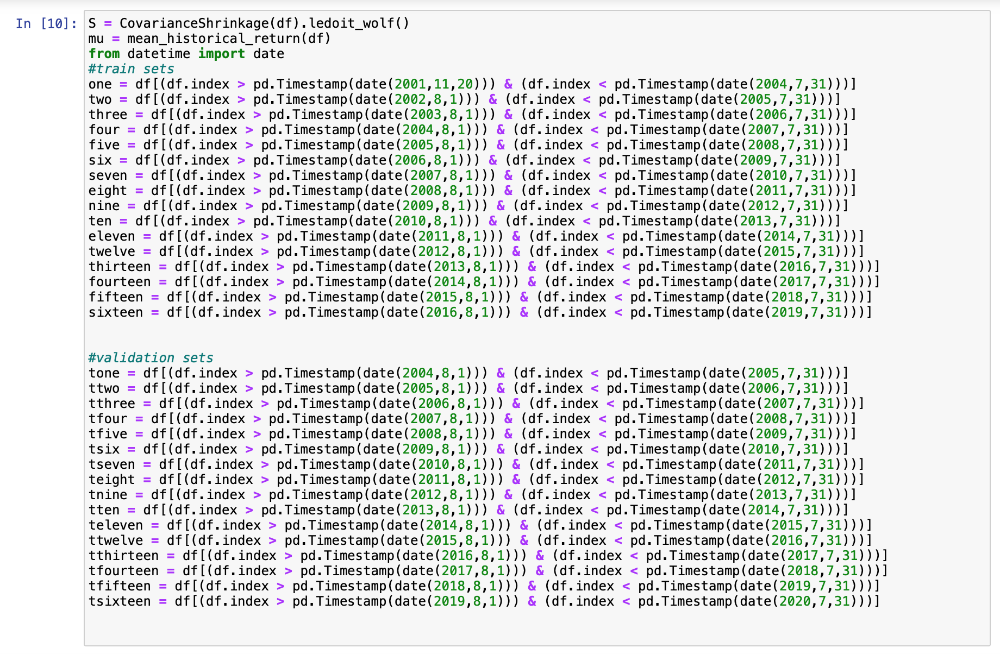 In [10]: S = CovarianceShrinkage(df).ledoit_wolf()
mu = mean_historical_return(df)
from datetime import date
#train sets
one = df[(df.index > pd.Timestamp(date(2001,11,20))) & (df.index < pd.Timestamp(date(2004,7,31)))]
two = df[(df.index > pd.Timestamp(date(2002,8,1))) & (df.index < pd.Timestamp(date(2005,7,31)))]
three = df[(df.index > pd.Timestamp(date(2003,8,1))) & (df.index < pd.Timestamp(date(2006,7,31)))]
four = df[(df.index > pd.Timestamp(date(2004,8,1))) & (df.index < pd.Timestamp(date(2007,7,31)))]
five = df[(df.index > pd.Timestamp(date(2005,8,1))) & (df.index < pd.Timestamp(date(2008,7,31)))]
six = df[(df.index > pd.Timestamp(date(2006,8,1))) & (df.index < pd.Timestamp(date(2009,7,31)))]
seven = df[(df.index > pd.Timestamp(date(2007,8,1))) & (df.index < pd.Timestamp(date(2010,7,31)))]
eight = df[(df.index > pd.Timestamp(date(2008,8,1))) & (df.index < pd.Timestamp(date(2011,7,31)))]
nine = df[(df.index > pd.Timestamp(date(2009,8,1))) & (df.index < pd.Timestamp(date(2012,7,31)))]
ten = df[(df.index > pd.Timestamp(date(2010,8,1))) & (df.index < pd.Timestamp(date(2013,7,31)))]
eleven = df[(df.index > pd.Timestamp(date(2011,8,1))) & (df.index < pd.Timestamp(date(2014,7,31)))]
twelve = df[(df.index > pd.Timestamp(date(2012,8,1))) & (df.index < pd.Timestamp(date(2015,7,31)))]
thirteen = df[(df.index > pd.Timestamp(date(2013,8,1))) & (df.index < pd.Timestamp(date(2016,7,31)))]
fourteen = df[(df.index > pd.Timestamp(date(2014,8,1))) & (df.index < pd.Timestamp(date(2017,7,31)))]
fifteen = df[(df.index > pd.Timestamp(date(2015,8,1))) & (df.index < pd.Timestamp(date(2018,7,31)))]
sixteen = df[(df.index > pd.Timestamp(date(2016,8,1))) & (df.index < pd.Timestamp(date(2019,7,31)))]
#validation sets
tone = df[(df.index > pd.Timestamp(date(2004,8,1))) & (df.index < pd.Timestamp(date(2005,7,31)))]
ttwo = df[(df.index > pd.Timestamp(date(2005,8,1))) & (df.index < pd.Timestamp(date(2006,7,31)))]
tthree = df[(df.index > pd.Timestamp(date(2006,8,1))) & (df.index < pd.Timestamp(date(2007,7,31)))]
tfour = df[(df.index > pd.Timestamp(date(2007,8,1))) & (df.index < pd.Timestamp(date(2008,7,31)))]
tfive = df[(df.index > pd.Timestamp(date(2008,8,1))) & (df.index < pd.Timestamp(date(2009,7,31)))]
tsix = df[(df.index > pd.Timestamp(date(2009,8,1))) & (df.index < pd.Timestamp(date(2010,7,31)))]
tseven = df[(df.index > pd.Timestamp(date(2010,8,1))) & (df.index < pd.Timestamp(date(2011,7,31)))]
teight = df[(df.index > pd.Timestamp(date(2011,8,1))) & (df.index < pd.Timestamp(date(2012,7,31)))]
tnine = df[(df.index > pd.Timestamp(date(2012,8,1))) & (df.index < pd.Timestamp(date(2013,7,31)))]
tten = df[(df.index > pd.Timestamp(date(2013,8,1))) & (df.index < pd.Timestamp(date(2014,7,31)))]
televen = df[(df.index > pd.Timestamp(date(2014,8,1))) & (df.index < pd.Timestamp(date(2015,7,31)))]
ttwelve = df[(df.index > pd.Timestamp(date(2015,8,1))) & (df.index < pd.Timestamp(date(2016,7,31)))]
tthirteen = df[(df.index > pd.Timestamp(date(2016,8,1))) & (df.index < pd.Timestamp(date(2017,7,31)))]
tfourteen = df[(df.index > pd.Timestamp(date(2017,8,1))) & (df.index < pd.Timestamp(date(2018,7,31)))]
tfifteen = df[(df.index > pd.Timestamp(date(2018,8,1))) & (df.index < pd.Timestamp(date(2019,7,31)))]
tsixteen = df[(df.index > pd.Timestamp(date(2019,8,1))) & (df.index < pd.Timestamp(date(2020,7,31)))]